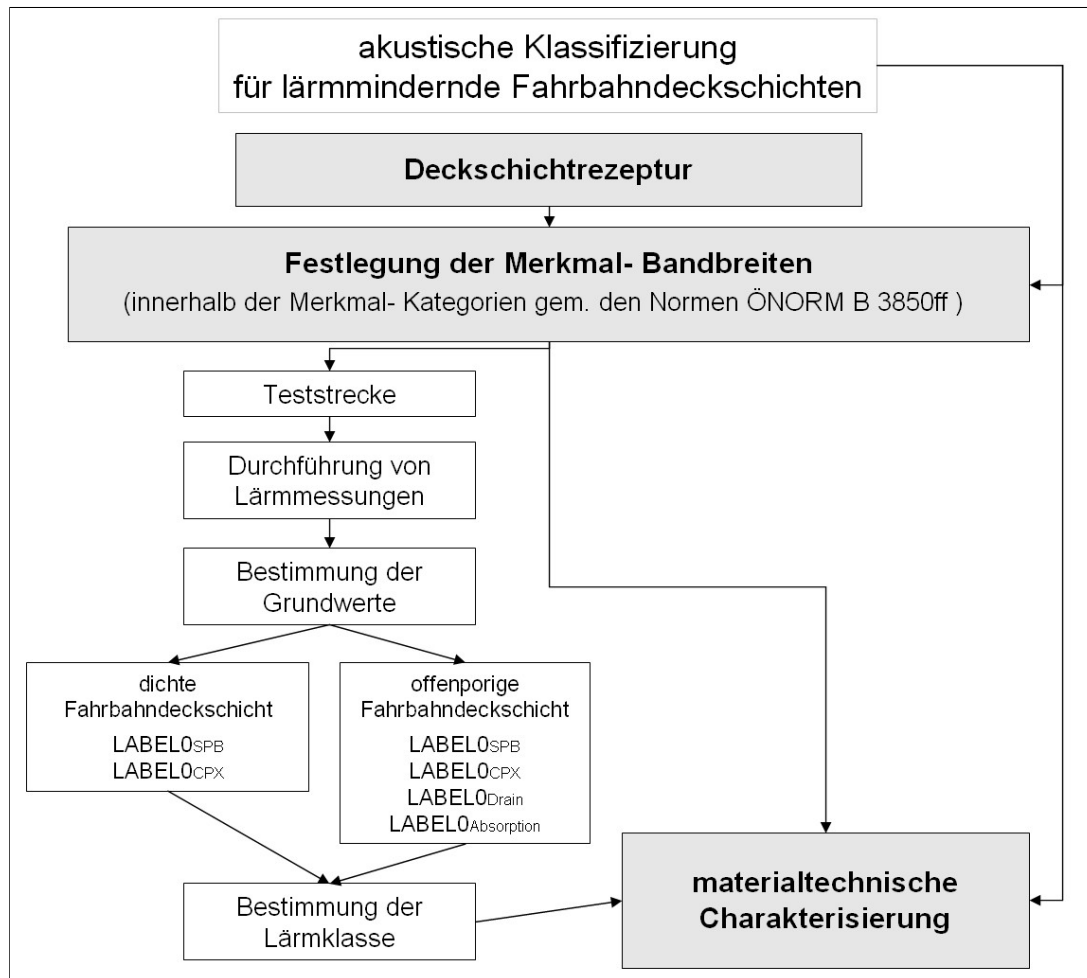 akustische Klassifizierung
für lärmmindernde Fahrbahndeckschichten
Deckschichtrezeptur
Festlegung der Merkmal- Bandbreiten
(innerhalb der Merkmal- Kategorien gem. den Normen ÖNORM B 3850ff )
Teststrecke
Durchführung von
Lärmmessungen
Bestimmung der
Grundwerte
dichte
Fahrbahndeckschicht
LABEL0SPB
LABEL0CPX
offenporige
Fahrbahndeckschicht
LABEL0SPB
LABEL0CPX
LABEL0Drain
LABEL0Absorption
Bestimmung der
Lärmklasse
materialtechnische
Charakterisierung